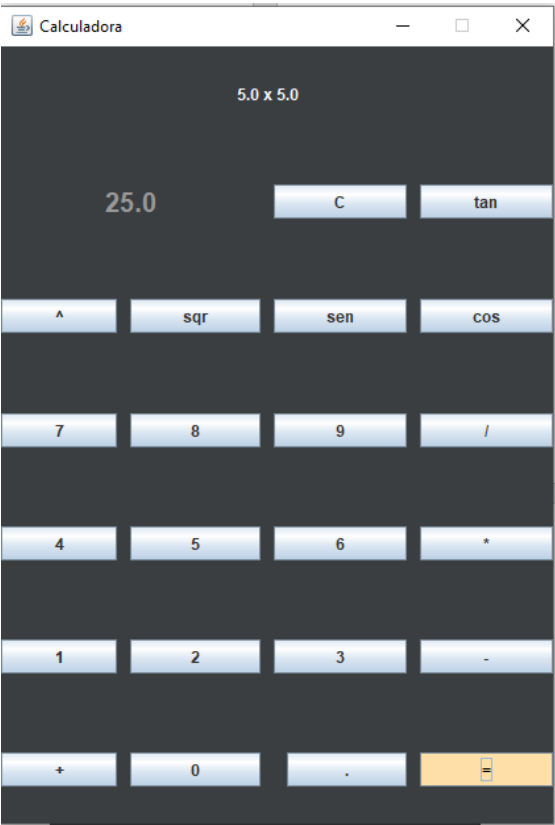 Calculadora
5.0 x 5.0
25.0 C tan
^ sqr sen cos
7 8 9 /
4 5 6 *
1 2 3 -
+ 0 . =